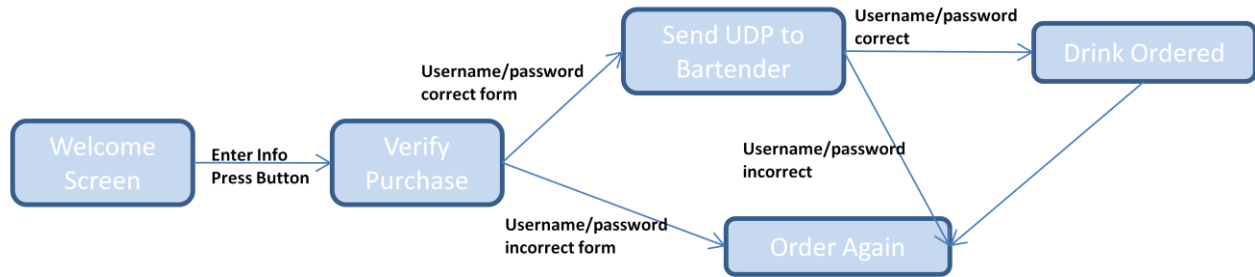 Welcome
Screen
Enter Info
Press Button
Verify
Purchase
Username/password
correct form
Username/password
incorrect form
Send UDP to
Bartender
Username/password
correct
Username/password
incorrect
Drink Ordered
Order Again